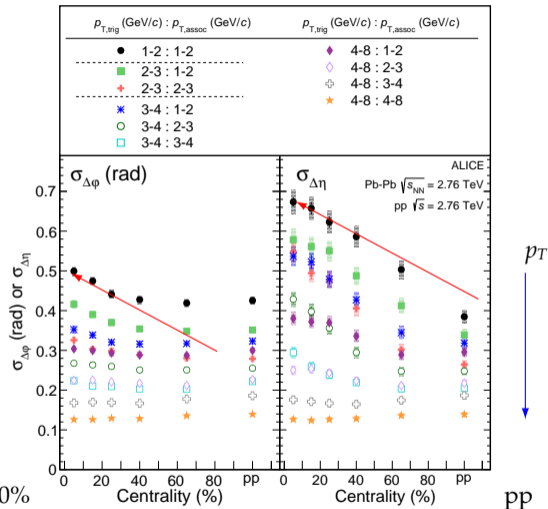 p_T,trig (GeV/c) : p_T,assoc (GeV/c) p_T,trig (GeV/c) : p_T,assoc (GeV/c)
1-2 : 1-2 4-8 : 1-2
2-3 : 1-2 4-8 : 2-3
2-3 : 2-3 4-8 : 3-4
3-4 : 1-2 4-8 : 4-8
3-4 : 2-3
3-4 : 3-4
σ_Δφ (rad) σ_Δη ALICE
Pb-Pb √s_NN = 2.76 TeV
pp √s = 2.76 TeV
σ_Δφ (rad) or σ_Δη
0.7
0.6
0.5
0.4
0.3
0.2
0.1
0
p_T
0 20 40 60 80 pp 0 20 40 60 80 pp
Centrality (%) Centrality (%)
0% pp